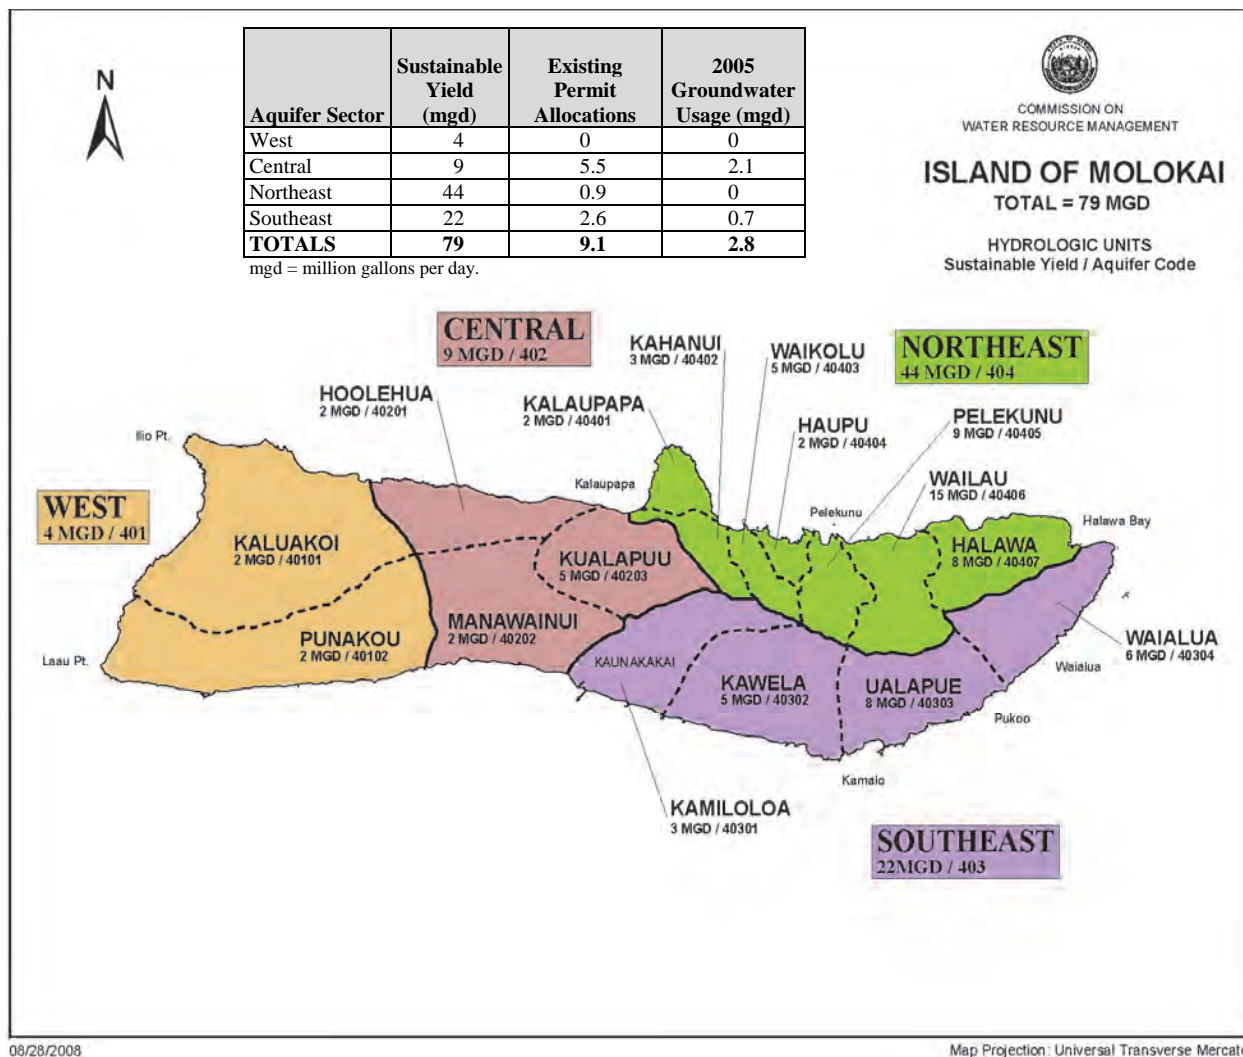 Aquifer Sector Sustainable Yield (mgd) Existing Permit Allocations 2005 Groundwater Usage (mgd)
West 4 0 0
Central 9 5.5 2.1
Northeast 44 0.9 0
Southeast 22 2.6 0.7
TOTALS 79 9.1 2.8
mgd = million gallons per day.
N
COMMISSION ON
WATER RESOURCE MANAGEMENT
ISLAND OF MOLOKAI
TOTAL = 79 MGD
HYDROLOGIC UNITS
Sustainable Yield / Aquifer Code
CENTRAL
9 MGD / 402
KAHANUI
3 MGD / 40402
WAIKOLU
5 MGD / 40403
NORTHEAST
44 MGD / 404
HOOLEHUA
2 MGD / 40201
KALAUPAPA
2 MGD / 40401
HAUPU
2 MGD / 40404
PELEKUNU
9 MGD / 40405
Ilio Pt.
Kalaupapa
WAILAU
15 MGD / 40406
Pelekunu
Halawa Bay
WEST
4 MGD / 401
KALUAKOI
2 MGD / 40101
KUALAPUU
5 MGD / 40203
HALAWA
8 MGD / 40407
MANAWAINUI
2 MGD / 40202
PUNAKOU
2 MGD / 40102
WAIALUA
6 MGD / 40304
Laau Pt.
KAUNAKAKAI
Waialua
KAWELA
5 MGD / 40302
UALAPUE
8 MGD / 40303
Pukoo
Kamalo
KAMILOLOA
3 MGD / 40301
SOUTHEAST
22MGD / 403
08/28/2008
Map Projection: Universal Transverse Mercato